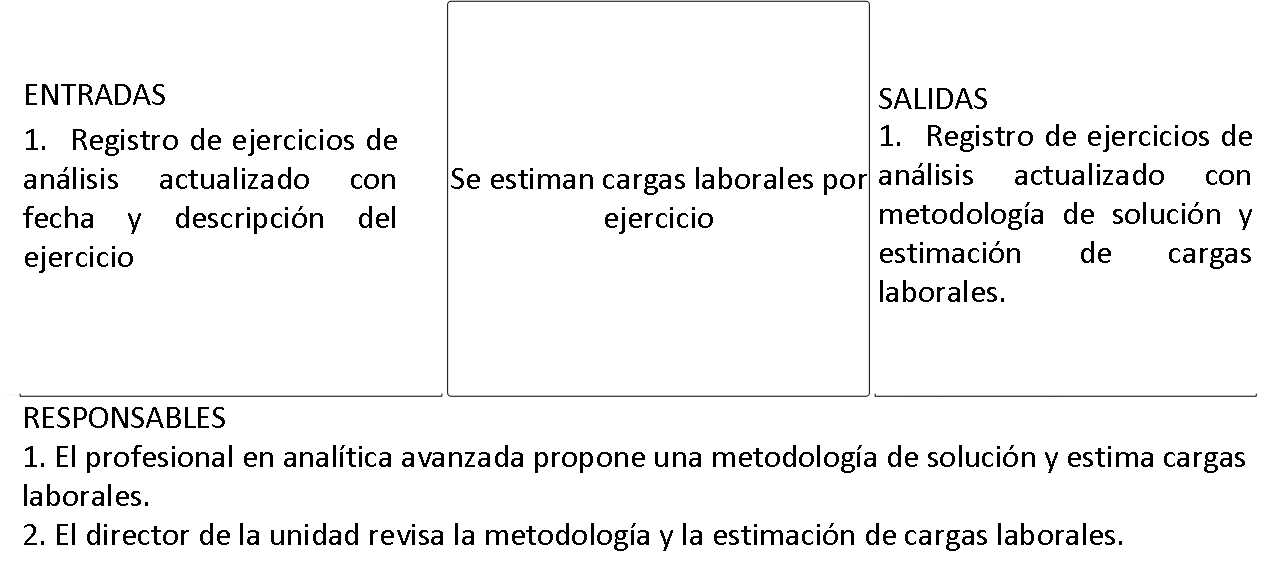 ENTRADAS
1. Registro de ejercicios de
análisis actualizado con
fecha y descripción del
ejercicio
Se estiman cargas laborales por
ejercicio
SALIDAS
1. Registro de ejercicios de
análisis actualizado con
metodología de solución y
estimación de cargas
laborales.
RESPONSABLES
1. El profesional en analítica avanzada propone una metodología de solución y estima cargas
laborales.
2. El director de la unidad revisa la metodología y la estimación de cargas laborales.